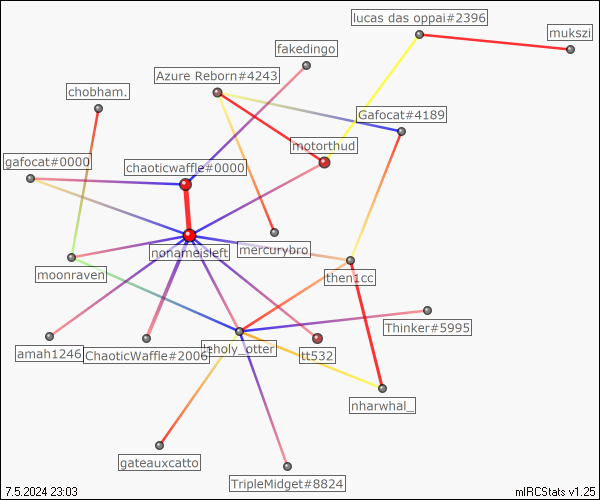 lucas das oppai#2396
mukszi
fakedingo
Azure Reborn#4243
chobham.
Gafocat#4189
motorthud
gafocat#0000
chaoticwaffle#0000
nonameisleft
mercurybro
moonraven
then1cc
Thinker#5995
amah1246
ChaoticWaffle#2006
leholy_otter
tt532
nharwhal_
gateauxcatto
TripleMidget#8824
7.5.2024 23:03
mIRCStats v1.25